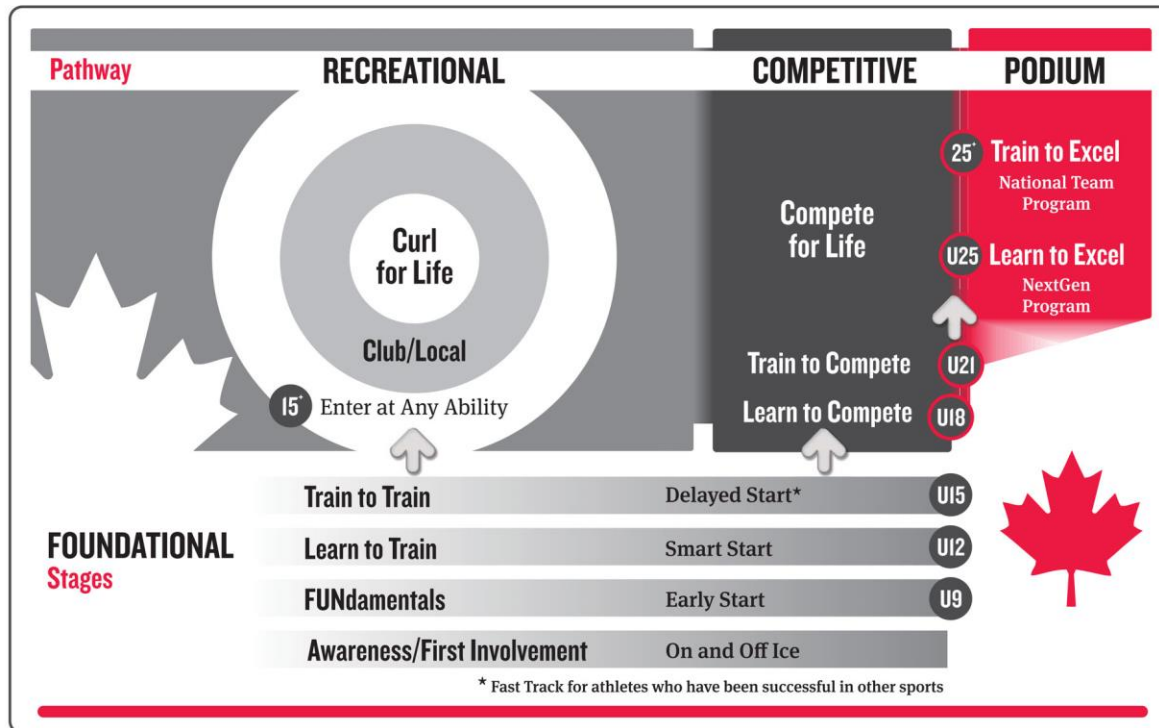 Pathway
RECREATIONAL
COMPETITIVE
PODIUM
Curl
for Life
Club/Local
15+ Enter at Any Ability
Compete
for Life
Train to Compete U21
Learn to Compete U18
25+ Train to Excel
National Team
Program
U25 Learn to Excel
NextGen
Program
FOUNDATIONAL
Stages
Train to Train Delayed Start* U15
Learn to Train Smart Start U12
FUNdamentals Early Start U9
Awareness/First Involvement On and Off Ice
* Fast Track for athletes who have been successful in other sports